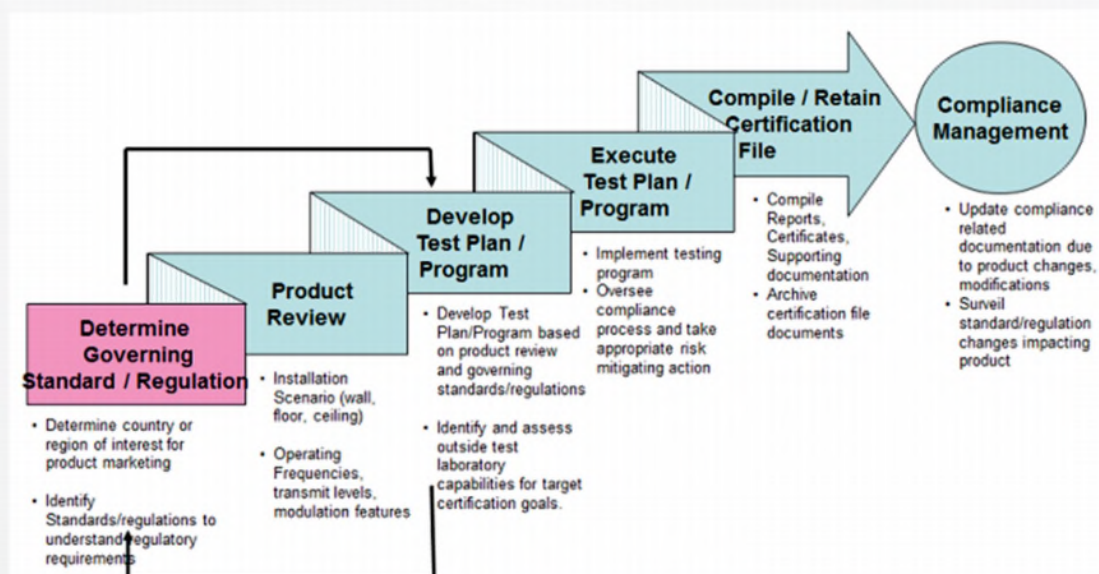 Determine
Governing
Standard / Regulation
• Determine country or
region of interest for
product marketing
• Identify
Standards/regulations to
understand regulatory
requirements
Product
Review
• Installation
Scenario (wall,
floor, ceiling)
• Operating
Frequencies,
transmit levels,
modulation features
Develop
Test Plan /
Program
• Develop Test
Plan/Program based
on product review
and governing
standards/regulations
• Identify and assess
outside test
laboratory
capabilities for target
certification goals.
Execute
Test Plan /
Program
• Implement testing
program
• Oversee
compliance
process and take
appropriate risk
mitigating action
Compile / Retain
Certification
File
• Compile
Reports,
Certificates,
Supporting
documentation
• Archive
certification file
documents
Compliance
Management
• Update compliance
related
documentation due
to product changes,
modifications
• Surveil
standard/regulation
changes impacting
product